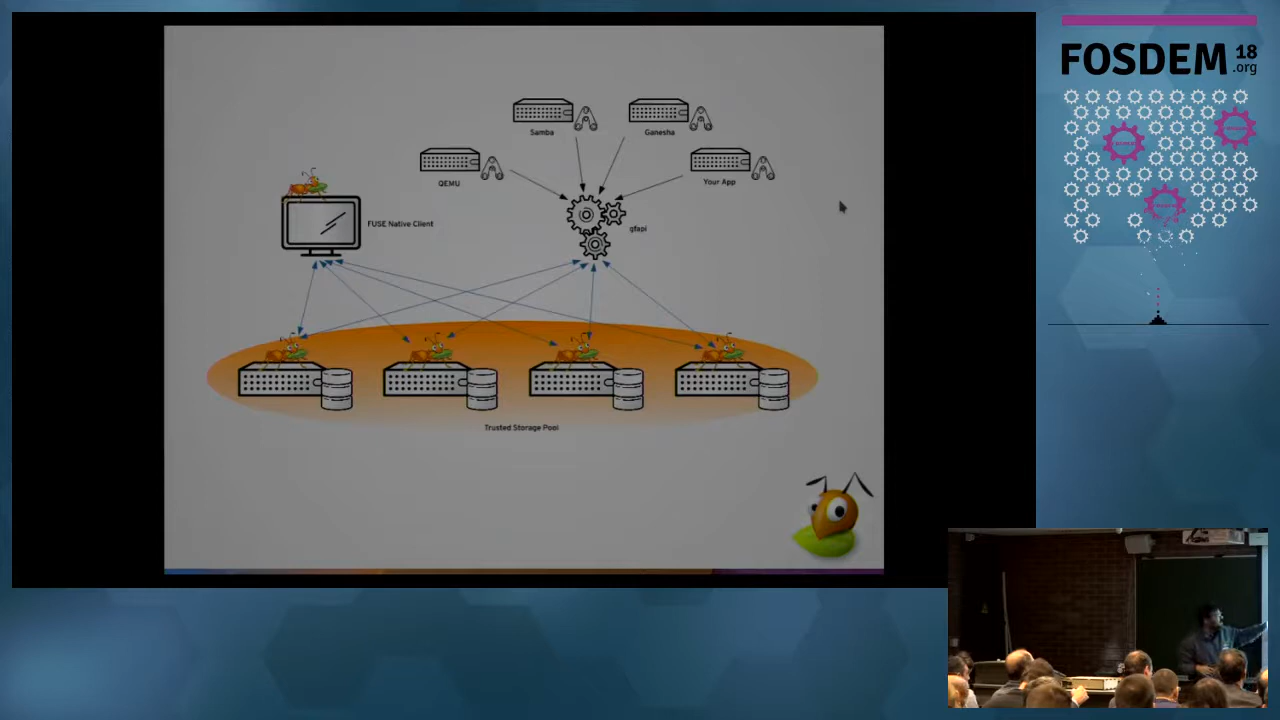 Samba
Ganesha
QEMU
Your App
FUSE Native Client
gfapi
Trusted Storage Pool
FOSDEM 18
.org